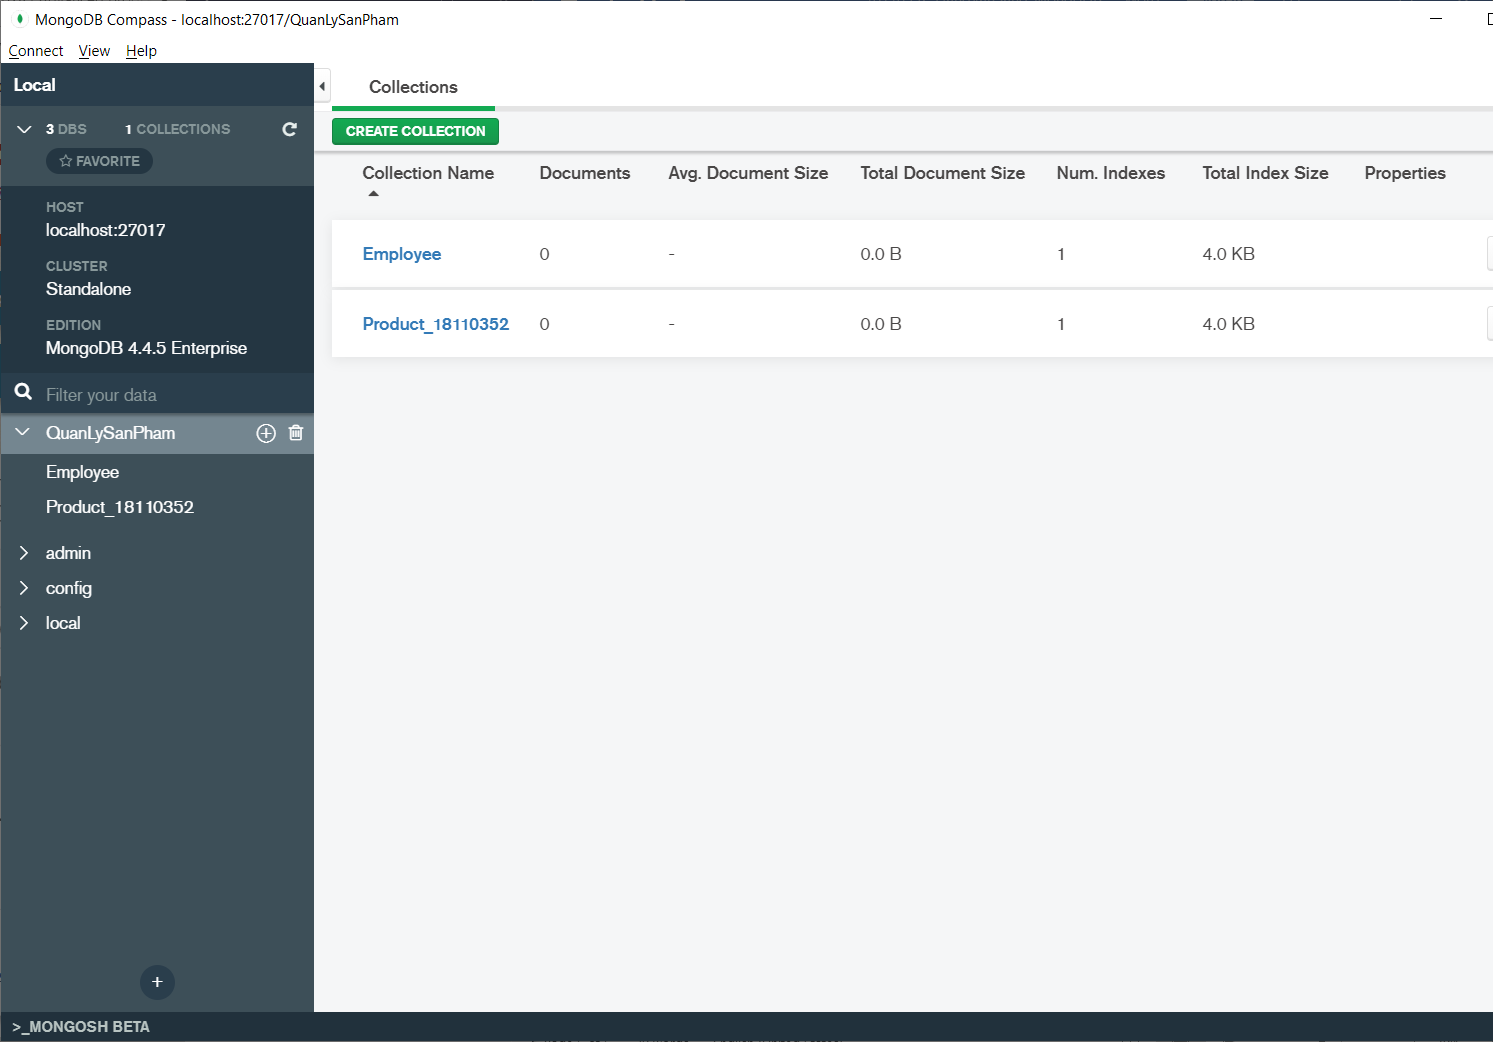 MongoDB Compass - localhost:27017/QuanLySanPham
Connect View Help
Local
3 DBS 1 COLLECTIONS
FAVORITE
HOST
localhost:27017
CLUSTER
Standalone
EDITION
MongoDB 4.4.5 Enterprise
Filter your data
QuanLySanPham
Employee
Product_18110352
admin
config
local
+
>_MONGOSH BETA
Collections
CREATE COLLECTION
Collection Name Documents Avg. Document Size Total Document Size Num. Indexes Total Index Size Properties
Employee 0 - 0.0 B 1 4.0 KB
Product_18110352 0 - 0.0 B 1 4.0 KB